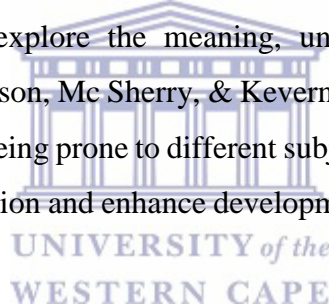 explore the meaning, un
son, Mc Sherry, & Kevern
eing prone to different sub
tion and enhance developm
UNIVERSITY of the
WESTERN CAPE